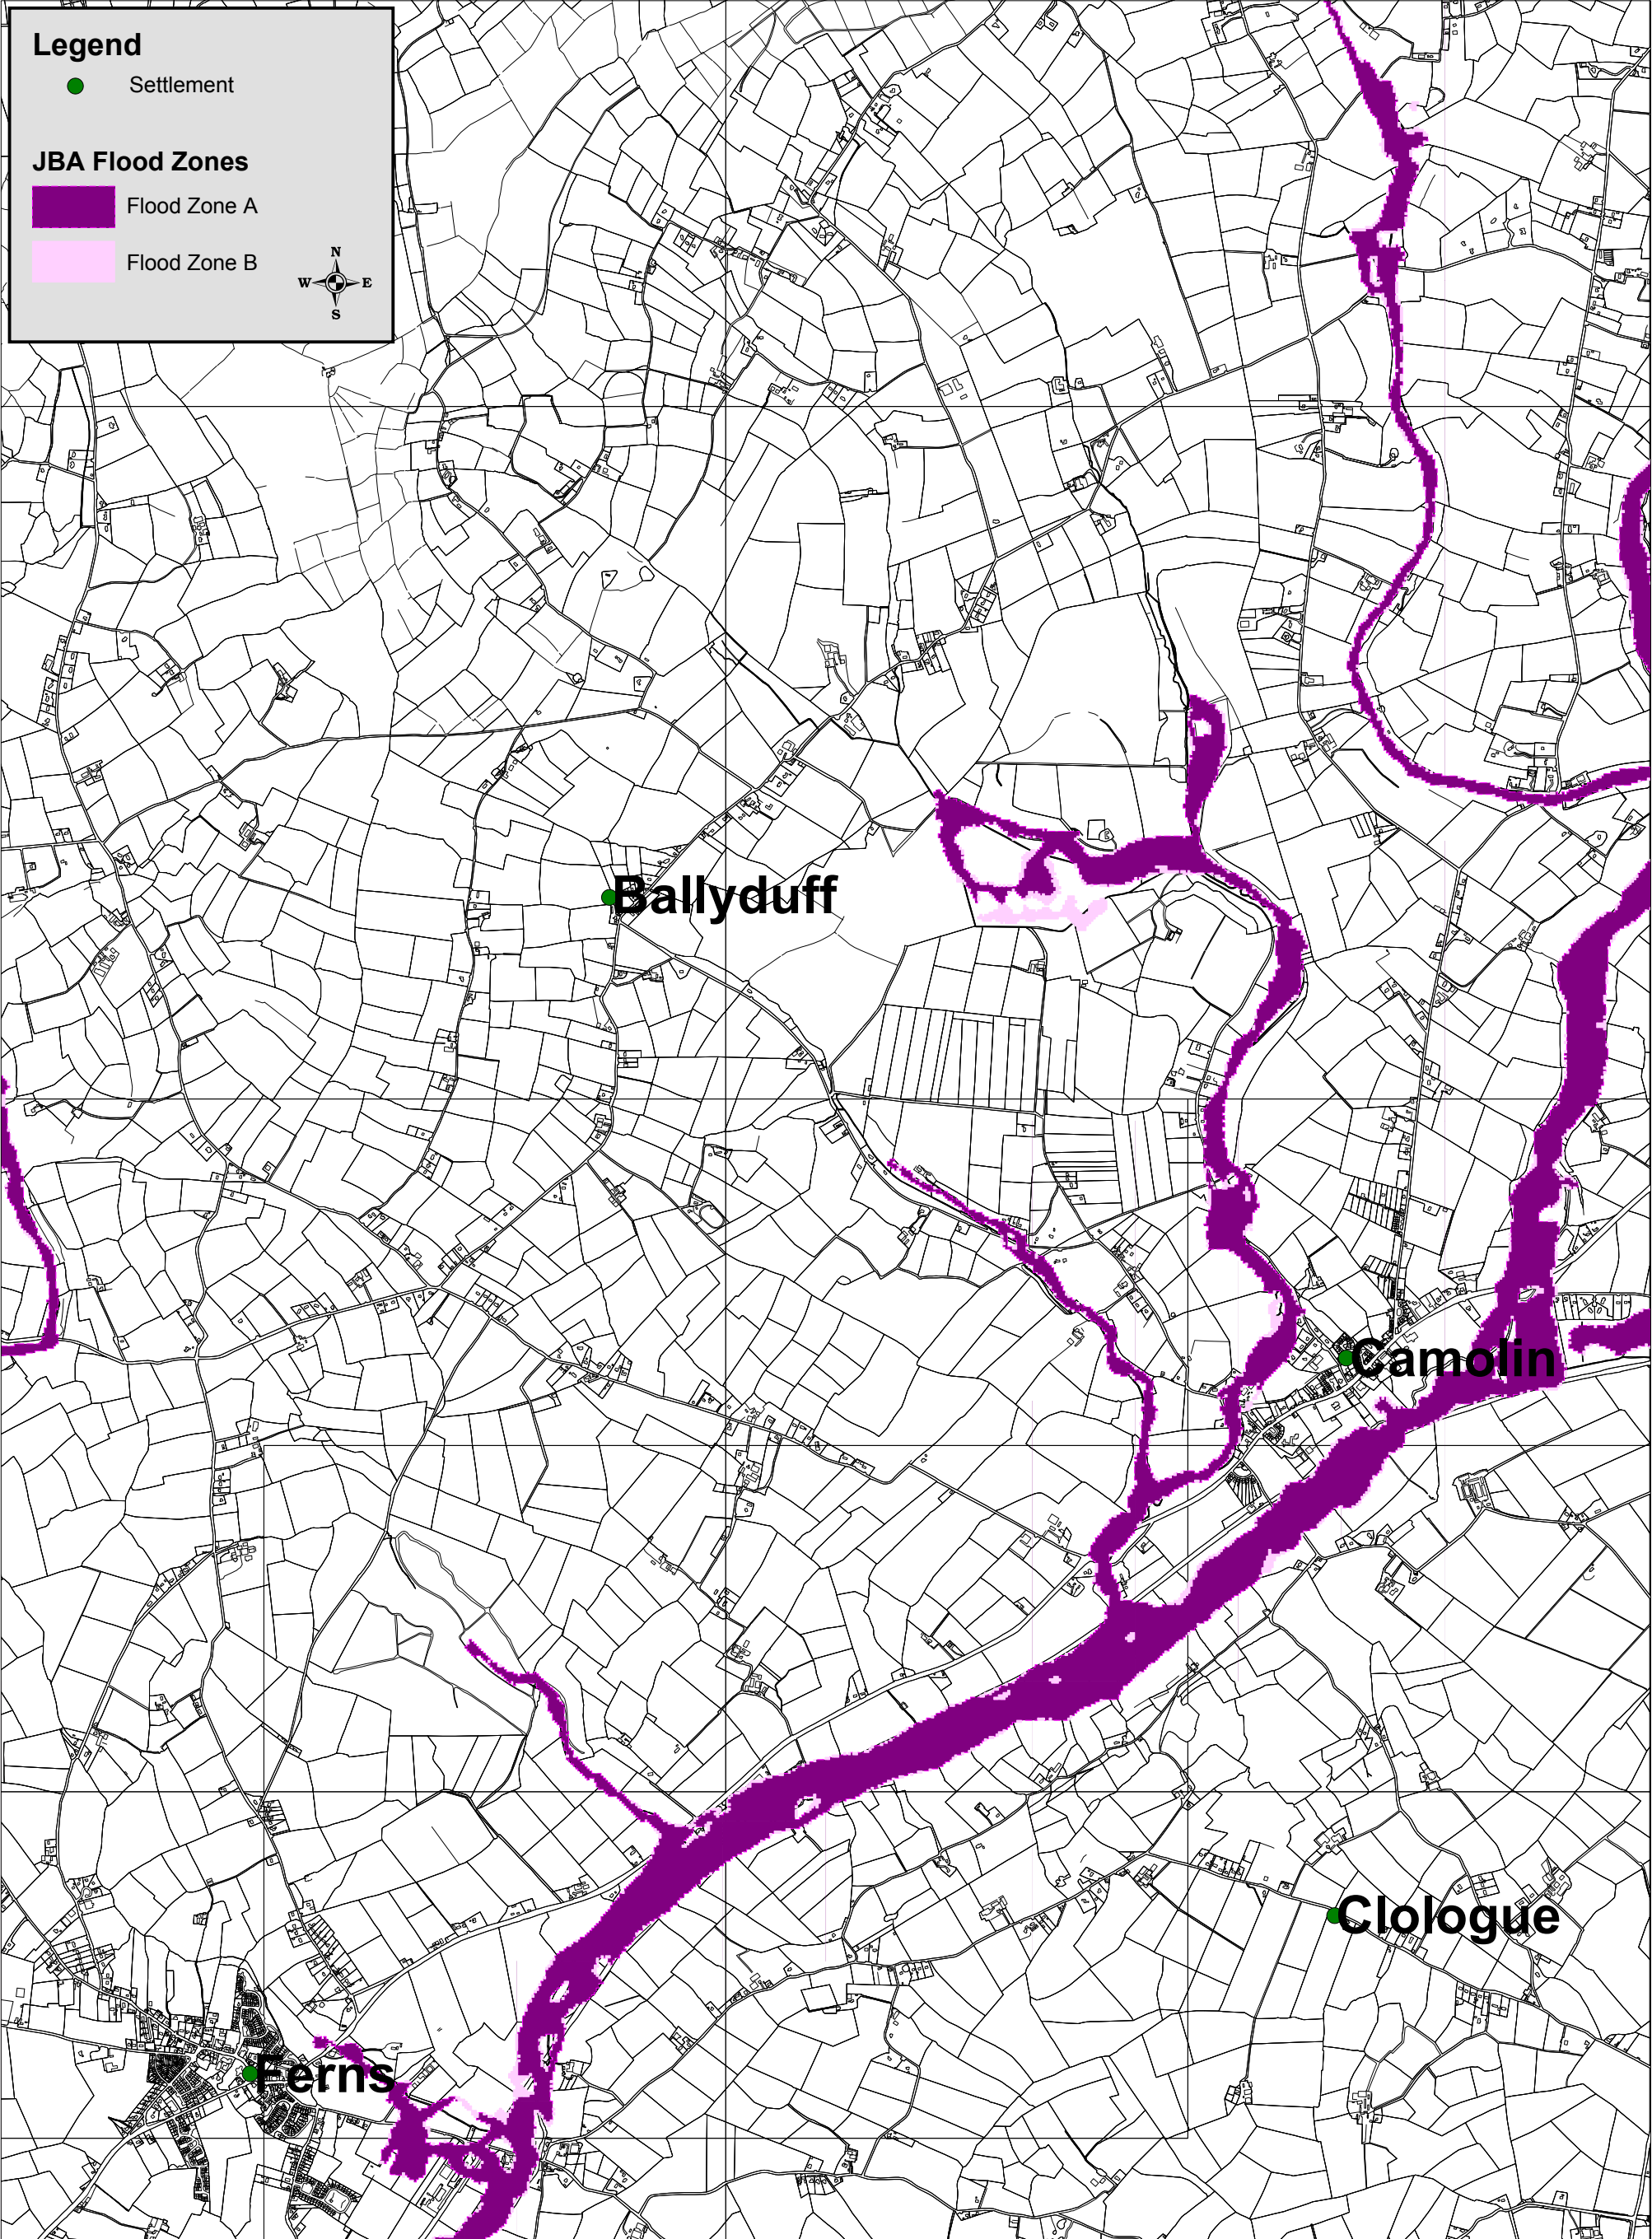 Legend
Settlement
JBA Flood Zones
Flood Zone A
Flood Zone B
N
W E
S
Ballyduff
Camolin
Clologue
Ferns